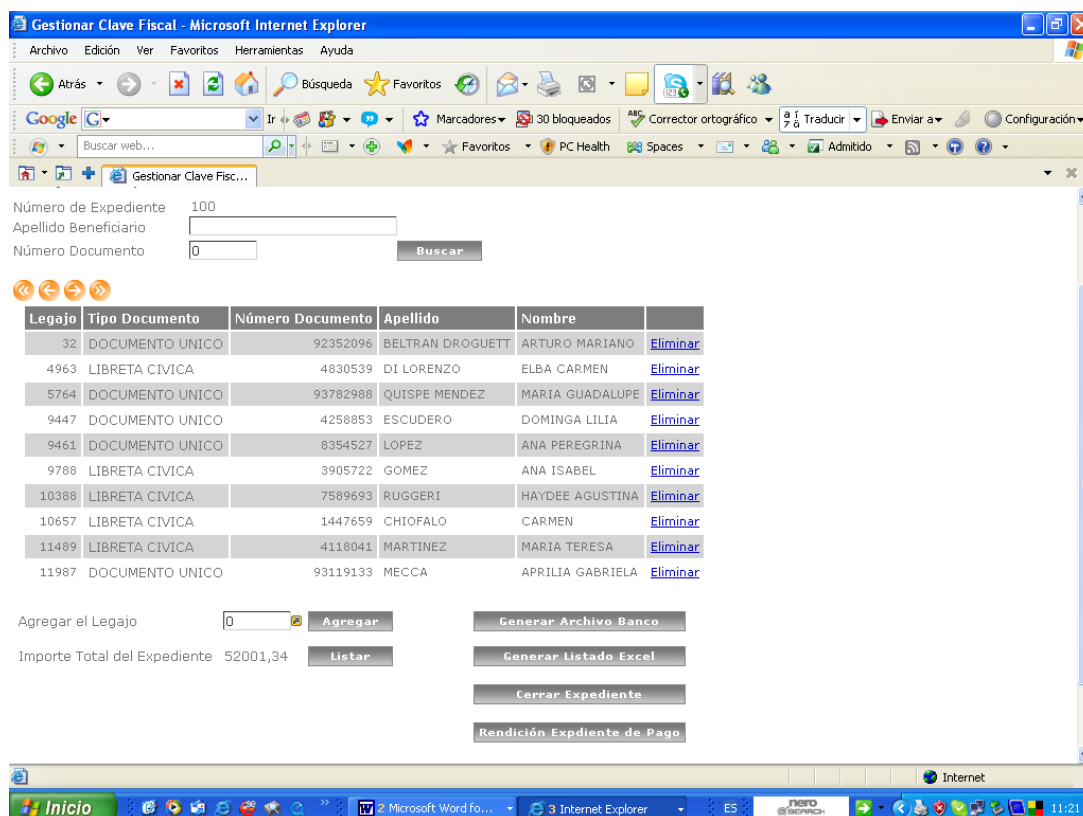 Gestionar Clave Fiscal - Microsoft Internet Explorer
Archivo Edición Ver Favoritos Herramientas Ayuda
Atrás Búsqueda Favoritos
Google G Ir Marcadores 30 bloqueados ABC Corrector ortográfico Traducir Enviar a Configuración
Buscar web... Favoritos PC Health Spaces Admitido
Gestionar Clave Fisc...
Número de Expediente 100
Apellido Beneficiario
Número Documento 0 Buscar
Legajo Tipo Documento Número Documento Apellido Nombre
32 DOCUMENTO UNICO 92352096 BELTRAN DROGUETT ARTURO MARIANO Eliminar
4963 LIBRETA CIVICA 4830539 DI LORENZO ELBA CARMEN Eliminar
5764 DOCUMENTO UNICO 93782988 QUISPE MENDEZ MARIA GUADALUPE Eliminar
9447 DOCUMENTO UNICO 4258853 ESCUDERO DOMINGA LILIA Eliminar
9461 DOCUMENTO UNICO 8354527 LOPEZ ANA PEREGRINA Eliminar
9788 LIBRETA CIVICA 3905722 GOMEZ ANA ISABEL Eliminar
10388 LIBRETA CIVICA 7589693 RUGGERI HAYDEE AGUSTINA Eliminar
10657 LIBRETA CIVICA 1447659 CHIOFALO CARMEN Eliminar
11489 LIBRETA CIVICA 4118041 MARTINEZ MARIA TERESA Eliminar
11987 DOCUMENTO UNICO 93119133 MECCA APRILIA GABRIELA Eliminar
Agregar el Legajo 0 Agregar Generar Archivo Banco
Importe Total del Expediente 52001,34 Listar Generar Listado Excel
Cerrar Expediente
Rendición Expdiente de Pago
Internet
Inicio 2 Microsoft Word fo... 3 Internet Explorer ES nero SEARCH 11:21